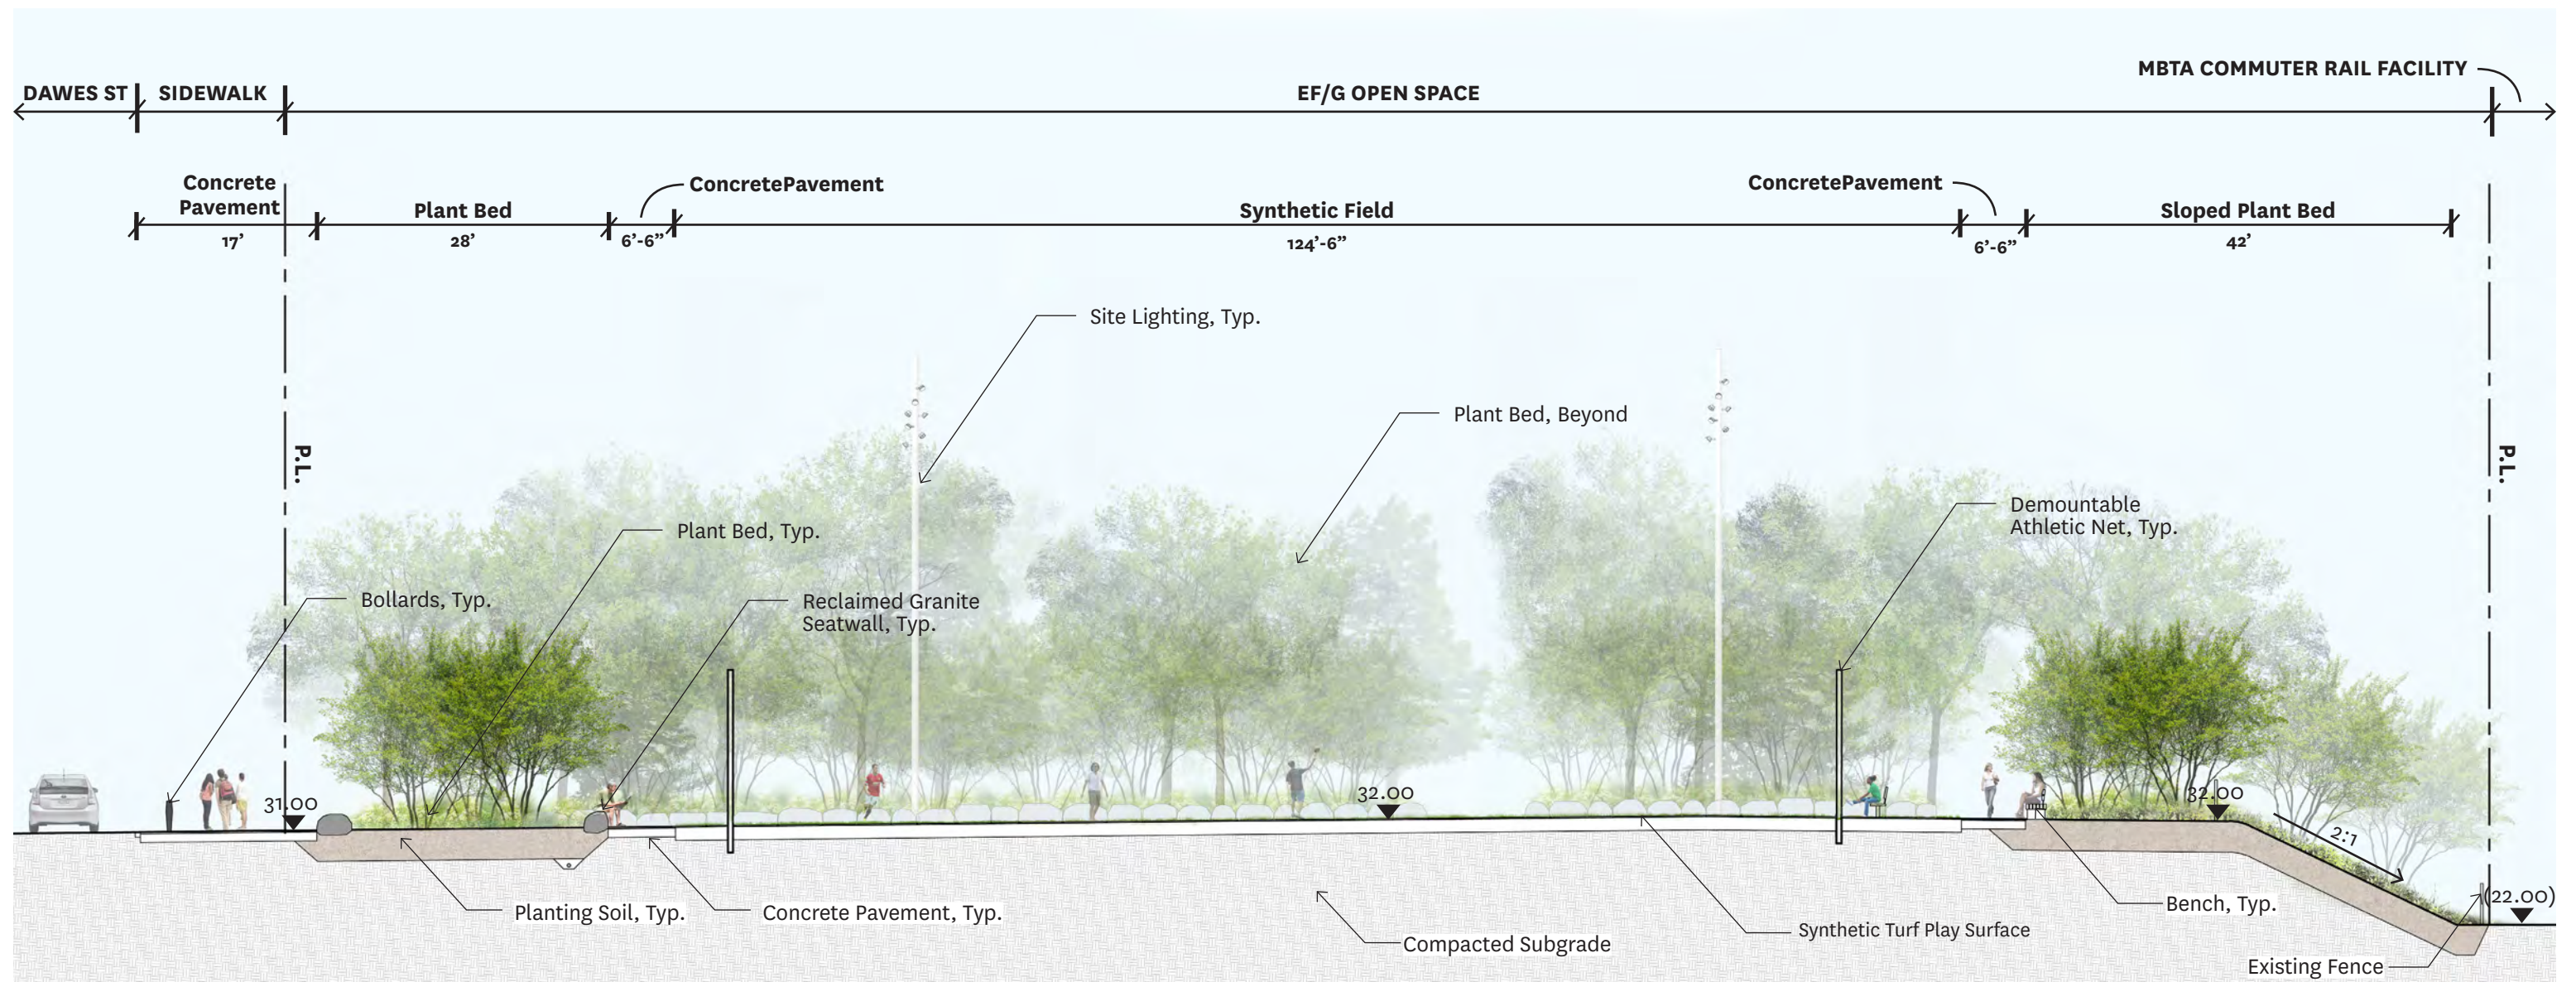 MBTA COMMUTER RAIL FACILITY
DAWES ST
SIDEWALK
EF/G OPEN SPACE
Concrete
Pavement
17’
Plant Bed
28’
ConcretePavement
6’-6”
Synthetic Field
124’-6”
ConcretePavement
6’-6”
Sloped Plant Bed
42’
Site Lighting, Typ.
Plant Bed, Beyond
P.L.
P.L.
Demountable
Athletic Net, Typ.
Plant Bed, Typ.
Bollards, Typ.
Reclaimed Granite
Seatwall, Typ.
31.00
32.00
32.00
2:1
(22.00)
Planting Soil, Typ.
Concrete Pavement, Typ.
Compacted Subgrade
Synthetic Turf Play Surface
Bench, Typ.
Existing Fence